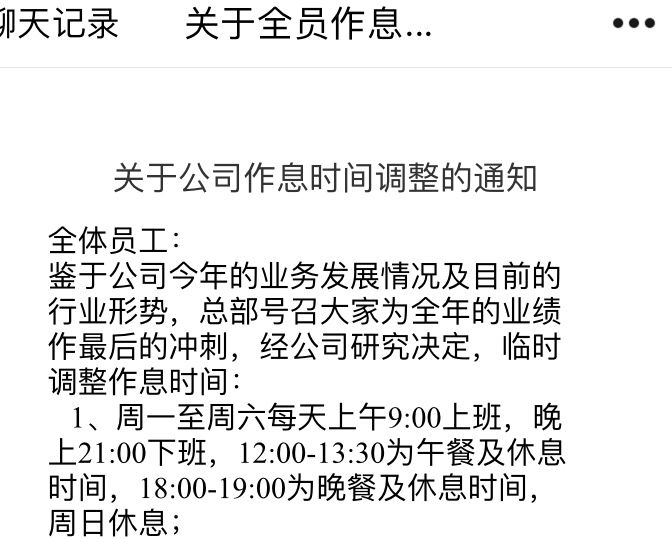 聊天记录 关于全员作息...
关于公司作息时间调整的通知
全体员工：
鉴于公司今年的业务发展情况及目前的
行业形势，总部号召大家为全年的业绩
作最后的冲刺，经公司研究决定，临时
调整作息时间：
1、周一至周六每天上午9:00上班，晚
上21:00下班，12:00-13:30为午餐及休息
时间，18:00-19:00为晚餐及休息时间，
周日休息；